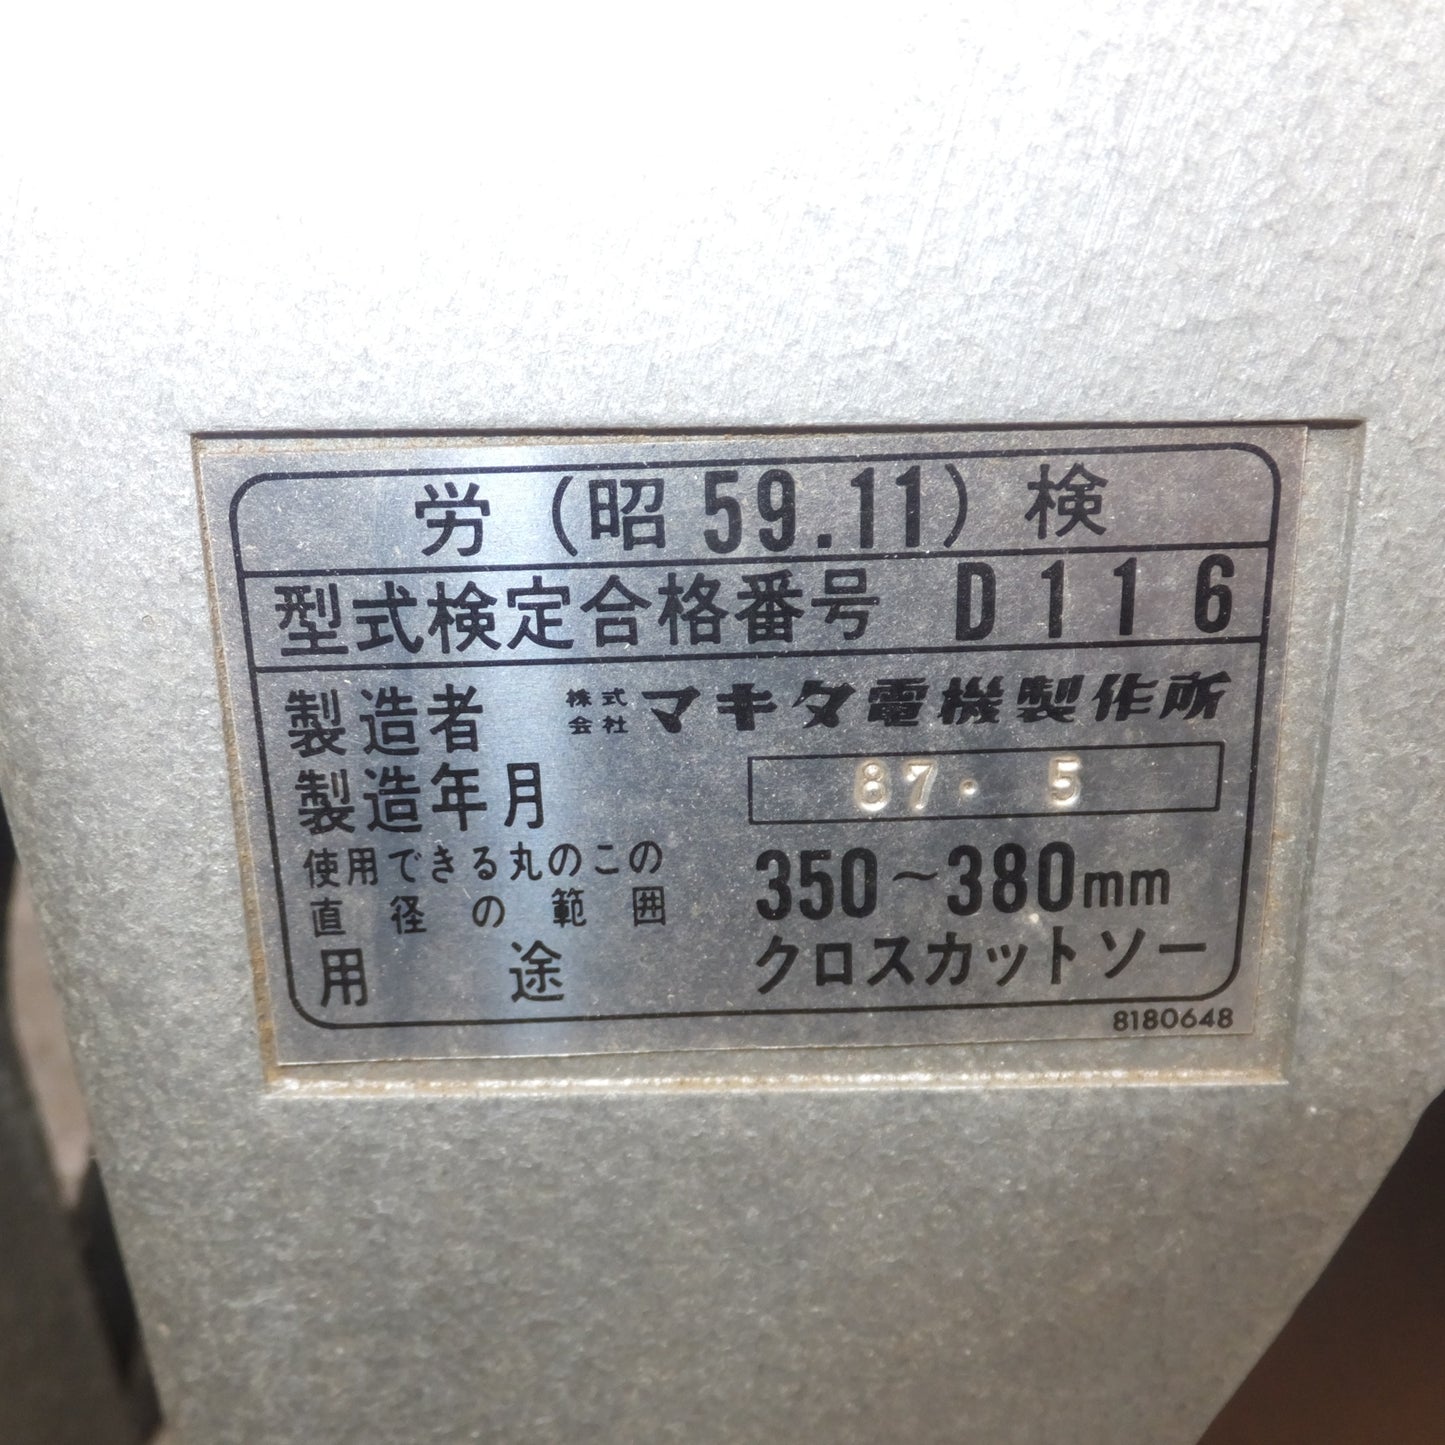 労（昭59.11）検
型式検定合格番号 D116
製造者 株式会社 マキタ電機製作所
製造年月 87. 5
使用できる丸のこの
直径の範囲 350～380mm
用途 クロスカットソー
8180648